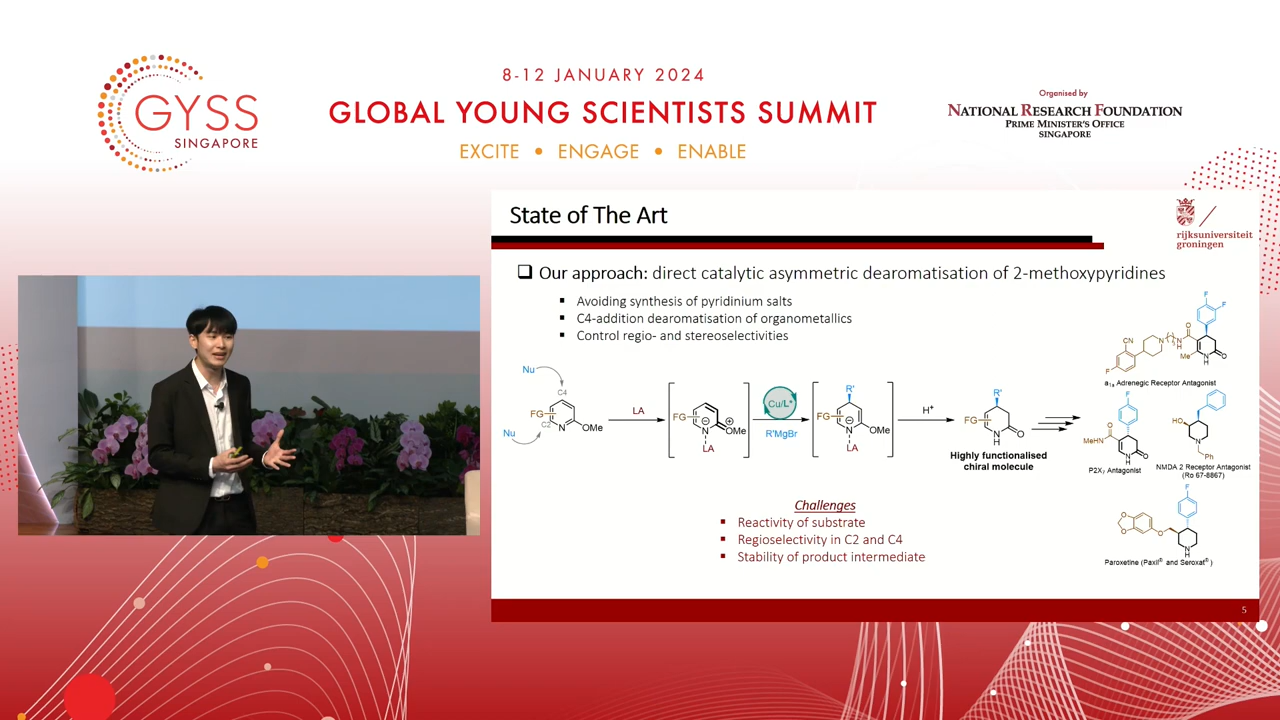 GYSS
SINGAPORE
8-12 JANUARY 2024
GLOBAL YOUNG SCIENTISTS SUMMIT
EXCITE • ENGAGE • ENABLE
Organised by
NATIONAL RESEARCH FOUNDATION
PRIME MINISTER'S OFFICE
SINGAPORE
State of The Art
rijksuniversiteit
groningen
❑ Our approach: direct catalytic asymmetric dearomatisation of 2-methoxypyridines
▪ Avoiding synthesis of pyridinium salts
▪ C4-addition dearomatisation of organometallics
▪ Control regio- and stereoselectivities
Nu
C4
FG
C2
N
OMe
Nu
LA
FG
N
OMe
LA
Cu/L*
R'MgBr
R'
FG
N
OMe
LA
H+
R'
FG
N
H
O
Highly functionalised
chiral molecule
F
F
CN
N
NH
O
Me
N
H
O
F
a1a Adrenegic Receptor Antagonist
F
O
MeHN
N
H
O
P2X7 Antagonist
HO
N
Ph
NMDA 2 Receptor Antagonist
(Ro 67-8867)
F
O
O
O
N
H
Paroxetine (Paxil® and Seroxat®)
Challenges
▪ Reactivity of substrate
▪ Regioselectivity in C2 and C4
▪ Stability of product intermediate
5